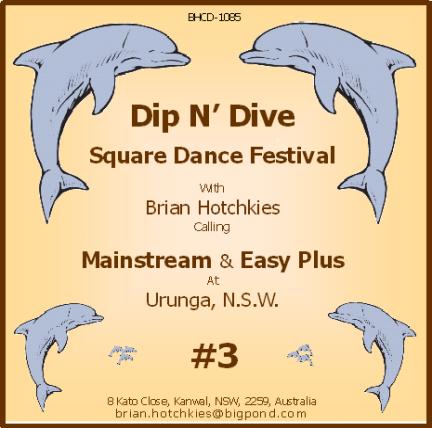 BHCD-1085
Dip N' Dive
Square Dance Festival
With
Brian Hotchkies
Calling
Mainstream & Easy Plus
At
Urunga, N.S.W.
#3
8 Kato Close, Kanwal, NSW, 2259, Australia
brian.hotchkies@bigpond.com